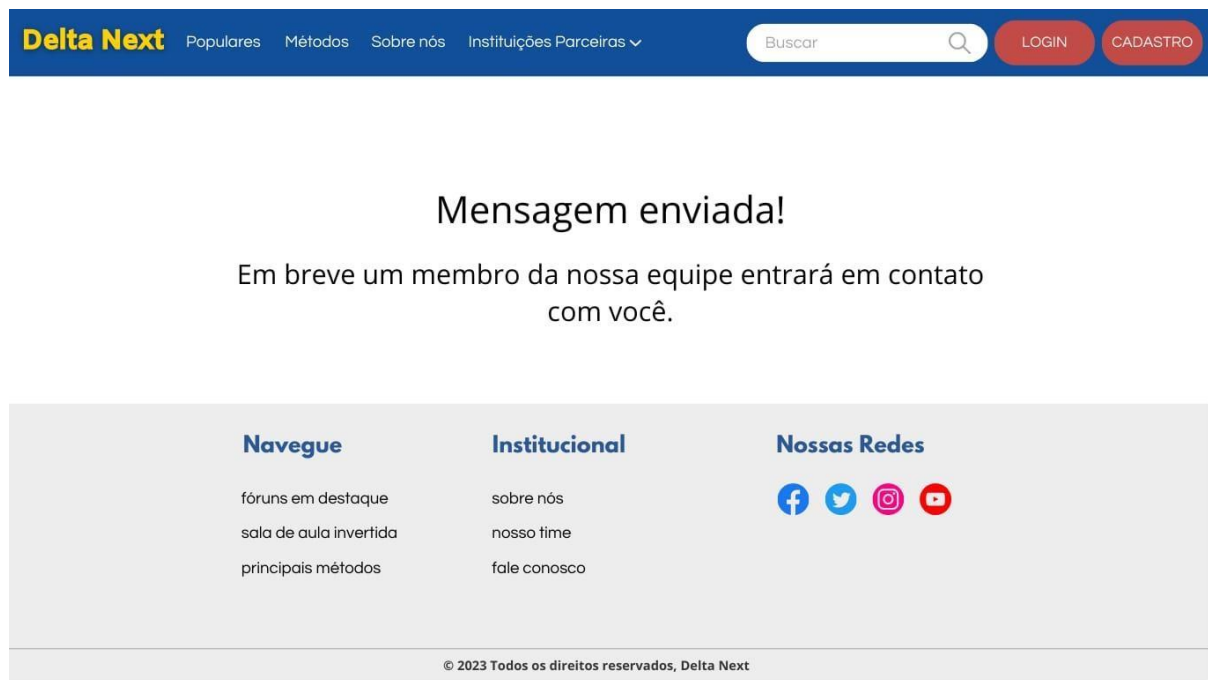 Delta Next Populares Métodos Sobre nós Instituições Parceiras Buscar LOGIN CADASTRO
Mensagem enviada!
Em breve um membro da nossa equipe entrará em contato
com você.
Navegue Institucional Nossas Redes
fóruns em destaque sobre nós
sala de aula invertida nosso time
principais métodos fale conosco
© 2023 Todos os direitos reservados, Delta Next